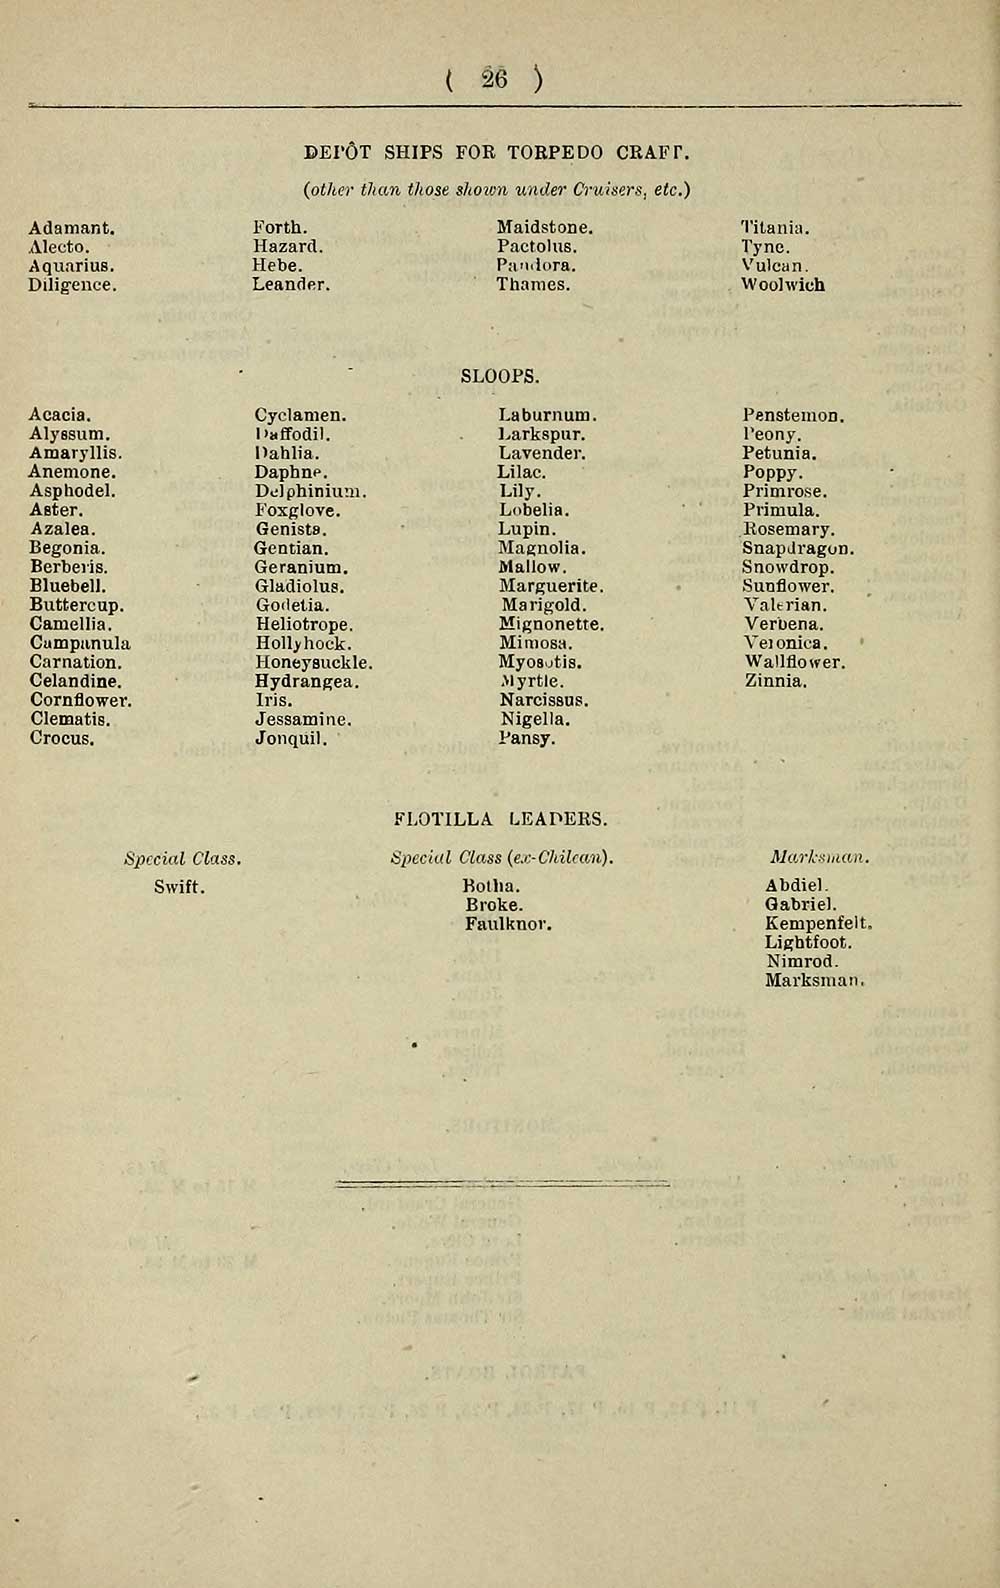 ( 26 )
DEPÔT SHIPS FOR TORPEDO CRAFT.
(other than those shown under Cruisers, etc.)
Adamant. Forth. Maidstone. Titania.
Alecto. Hazard. Pactolus. Tyne.
Aquarius. Hebe. Pandora. Vulcan.
Diligence. Leander. Thames. Woolwich
SLOOPS.
Acacia. Cyclamen. Laburnum. Penstemon.
Alyssum. Daffodil. Larkspur. Peony.
Amaryllis. Dahlia. Lavender. Petunia.
Anemone. Daphne. Lilac. Poppy.
Asphodel. Delphinium. Lily. Primrose.
Aster. Foxglove. Lobelia. Primula.
Azalea. Genista. Lupin. Rosemary.
Begonia. Gentian. Magnolia. Snapdragon.
Berberis. Geranium. Mallow. Snowdrop.
Bluebell. Gladiolus. Marguerite. Sunflower.
Buttercup. Godetia. Marigold. Valerian.
Camellia. Heliotrope. Mignonette. Verbena.
Campanula Hollyhock. Mimosa. Veronica.
Carnation. Honeysuckle. Myosotis. Wallflower.
Celandine. Hydrangea. Myrtle. Zinnia.
Cornflower. Iris. Narcissus.
Clematis. Jessamine. Nigella.
Crocus. Jonquil. Pansy.
FLOTILLA LEADERS.
Special Class. Special Class (ex-Chilean). Marksman.
Swift. Botha. Abdiel.
Broke. Gabriel.
Faulknor. Kempenfelt.
Lightfoot.
Nimrod.
Marksman.